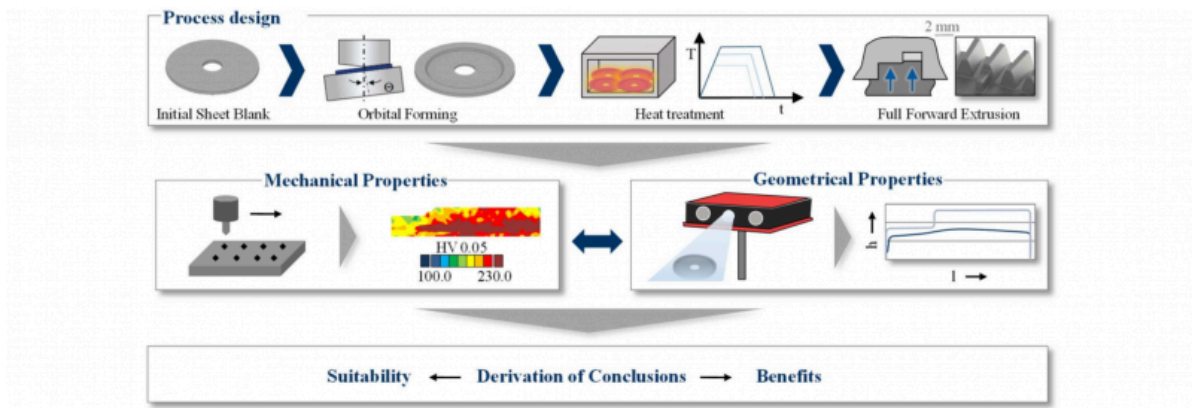 Process design
2 mm
T
t
Θ
Initial Sheet Blank
Orbital Forming
Heat treatment
Full Forward Extrusion
Mechanical Properties
Geometrical Properties
HV 0.05
100.0 230.0
h
l
Suitability Derivation of Conclusions Benefits